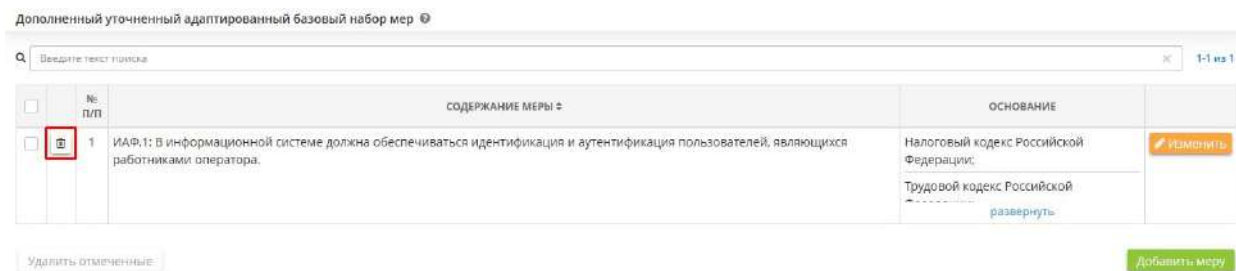 Дополненный уточненный адаптированный базовый набор мер
Введите текст поиска
1-1 из 1
№ П/П
СОДЕРЖАНИЕ МЕРЫ
ОСНОВАНИЕ
1
ИАФ.1: В информационной системе должна обеспечиваться идентификация и аутентификация пользователей, являющихся
работниками оператора.
Налоговый кодекс Российской
Федерации;
Трудовой кодекс Российской
развернуть
Изменить
Удалить отмеченные
Добавить меру